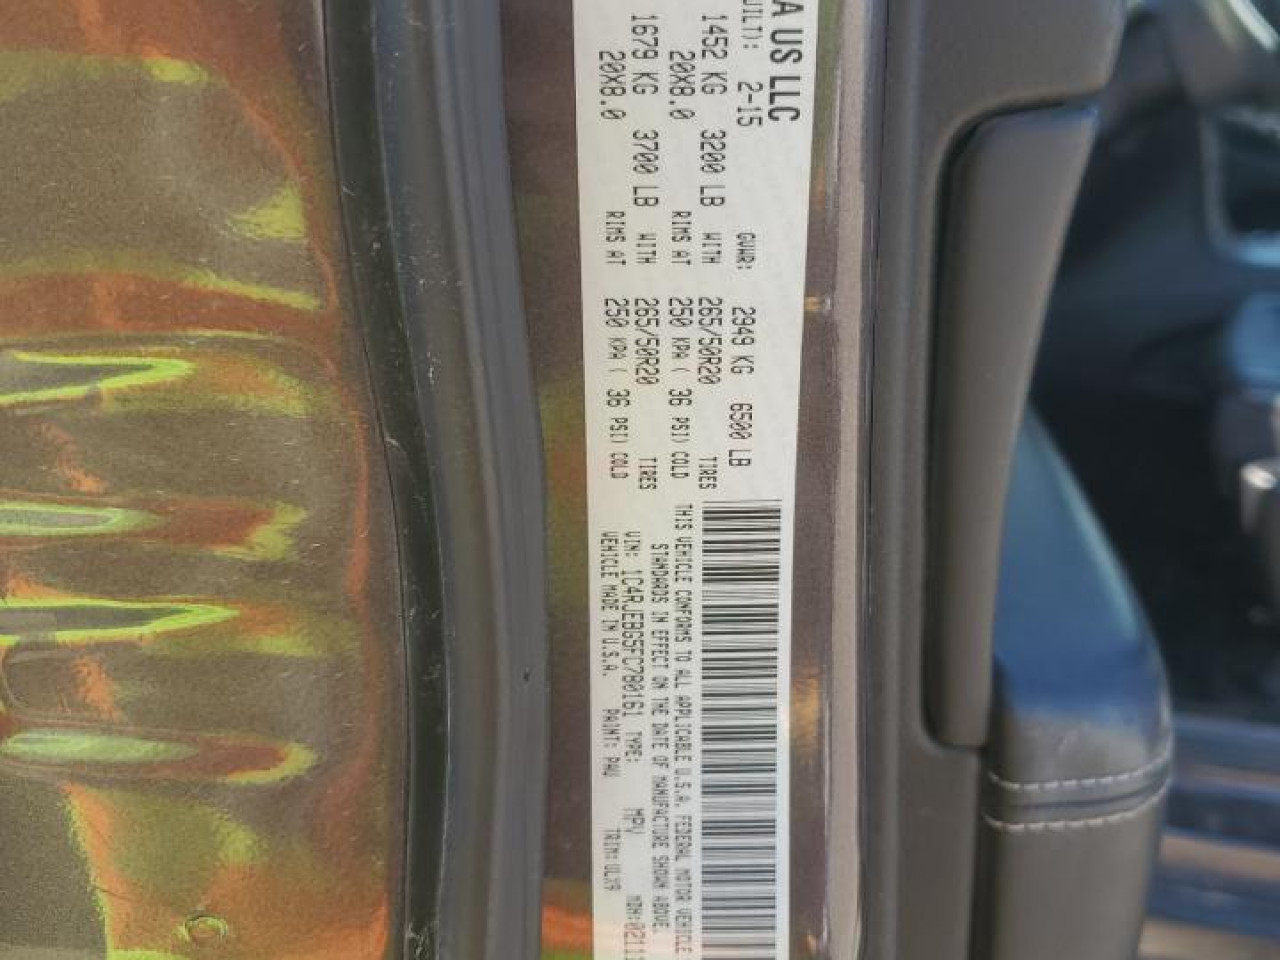 A US LLC
UILT): 2-15 GVWR: 2949 KG 6500 LB
1452 KG 3200 LB WITH 265/50R20 TIRES
20X8.0 RIMS AT 250 KPA ( 36 PSI) COLD
1679 KG 3700 LB WITH 265/50R20 TIRES
20X8.0 RIMS AT 250 KPA ( 36 PSI) COLD
THIS VEHICLE CONFORMS TO ALL APPLICABLE U.S.A. FEDERAL MOTOR VEHICLE
STANDARDS IN EFFECT ON THE DATE OF MANUFACTURE SHOWN ABOVE.
VIN: 1C4RJEBG5FC780161 TYPE: MPV MDH:02111
VEHICLE MADE IN U.S.A. PAINT: PAU TRIM: ULX9